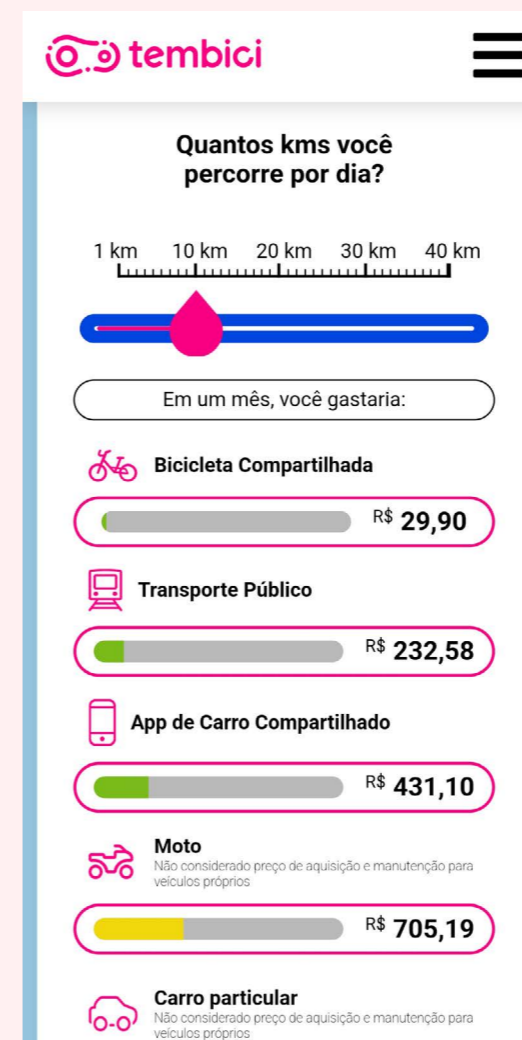 tembici
Quantos kms você
percorre por dia?
1 km 10 km 20 km 30 km 40 km
Em um mês, você gastaria:
Bicicleta Compartilhada
R$ 29,90
Transporte Público
R$ 232,58
App de Carro Compartilhado
R$ 431,10
Moto
Não considerado preço de aquisição e manutenção para
veículos próprios
R$ 705,19
Carro particular
Não considerado preço de aquisição e manutenção para
veículos próprios